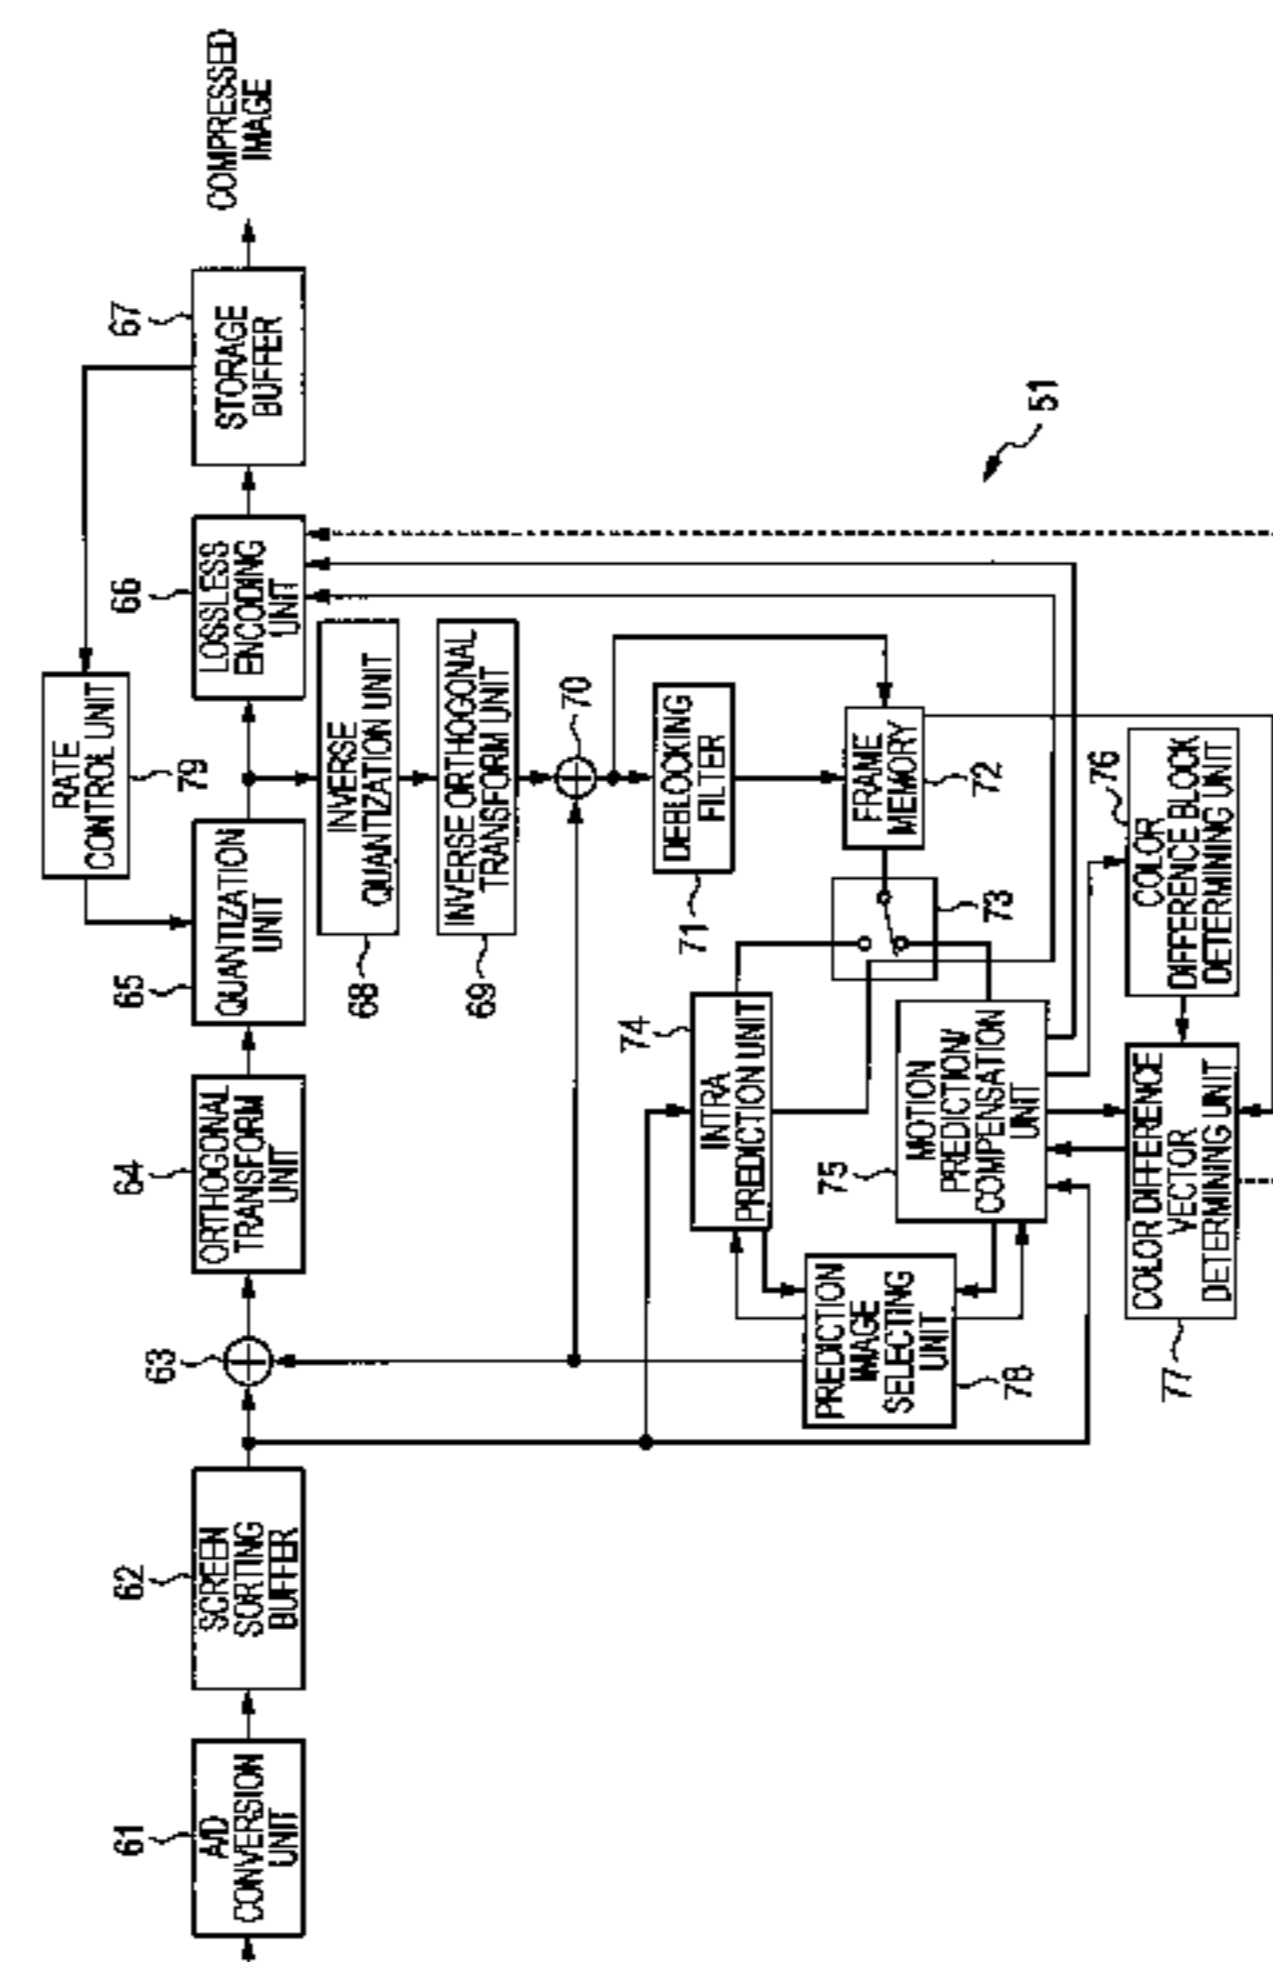 COMPRESSED
IMAGE
67
STORAGE
BUFFER
51
66
LOSSLESS
ENCODING
UNIT
RATE
CONTROL UNIT
79
INVERSE
QUANTIZATION UNIT
68
INVERSE ORTHOGONAL
TRANSFORM UNIT
69
70
DEBLOCKING
FILTER
71
FRAME
MEMORY
72
73
76
COLOR
DIFFERENCE BLOCK
DETERMINING UNIT
65
QUANTIZATION
UNIT
74
INTRA
PREDICTION UNIT
75
MOTION
PREDICTION/
COMPENSATION
UNIT
COLOR DIFFERENCE
VECTOR
DETERMINING UNIT
77
64
ORTHOGONAL
TRANSFORM
UNIT
PREDICTION
IMAGE
SELECTING
UNIT
78
63
62
SCREEN
SORTING
BUFFER
61
A/D
CONVERSION
UNIT